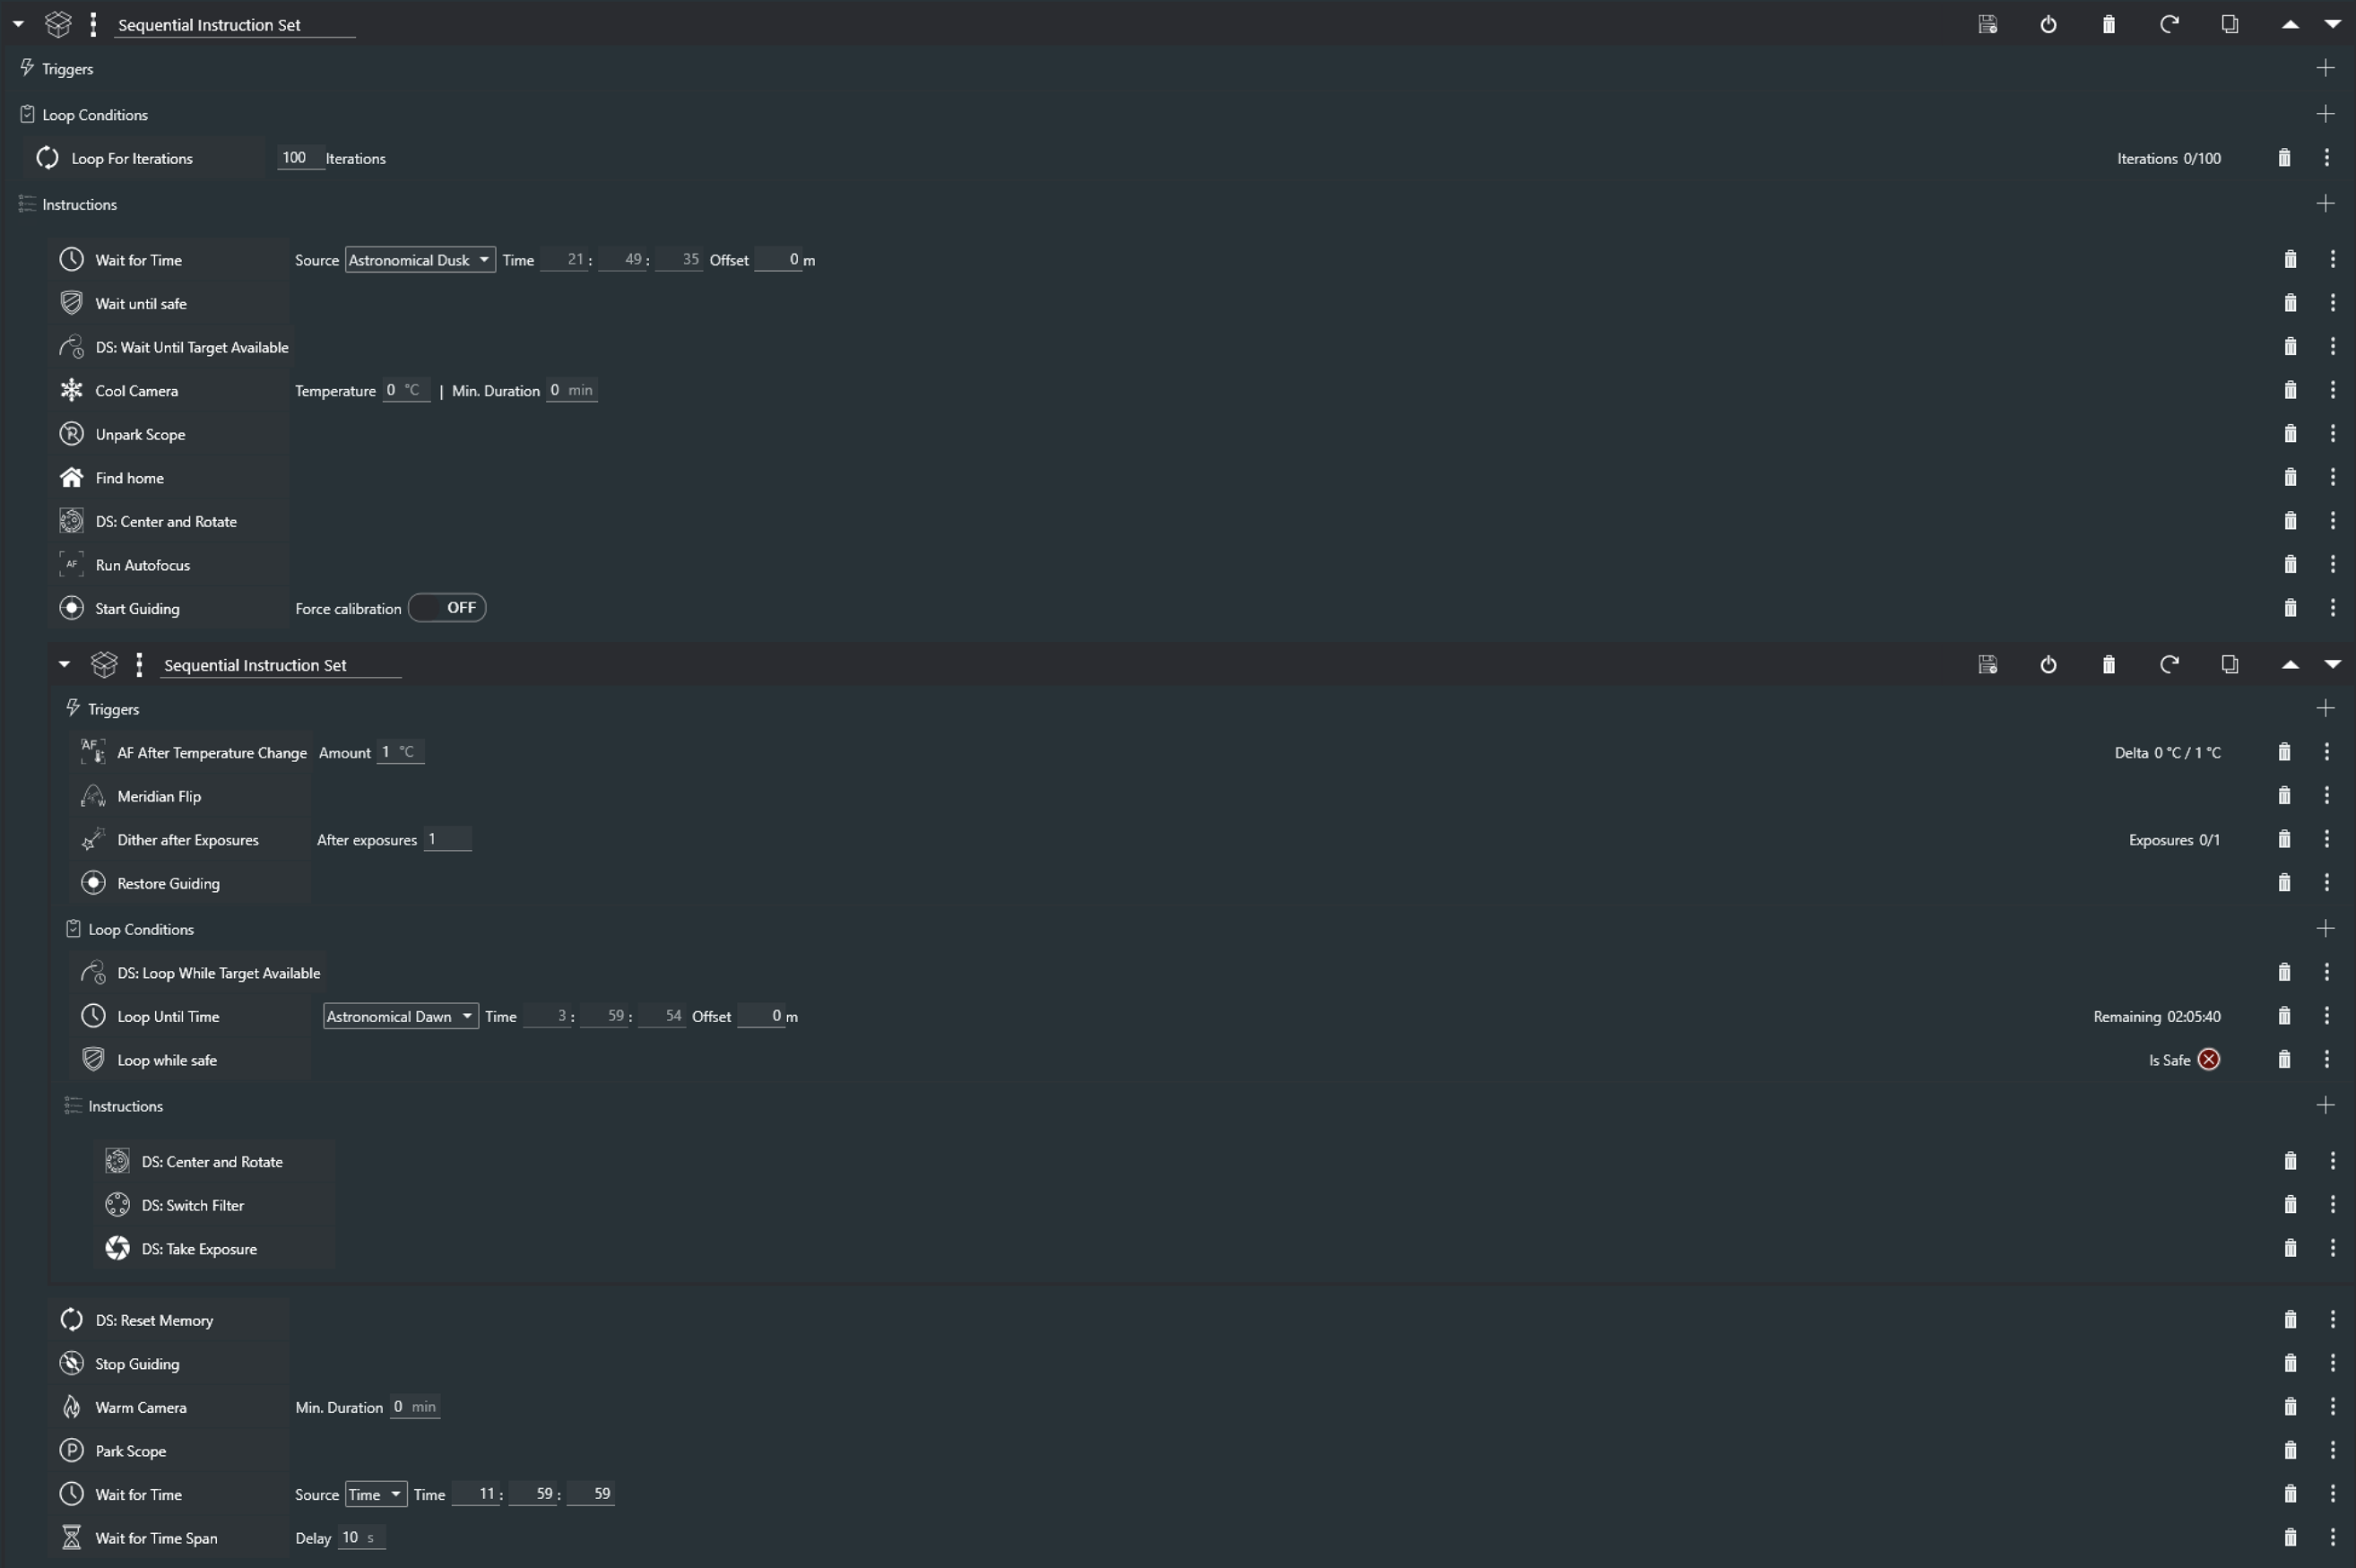 Sequential Instruction Set
Triggers
Loop Conditions
Loop For Iterations 100 Iterations Iterations 0/100
Instructions
Wait for Time Source Astronomical Dusk Time 21: 49: 35 Offset 0 m
Wait until safe
DS: Wait Until Target Available
Cool Camera Temperature 0 °C | Min. Duration 0 min
Unpark Scope
Find home
DS: Center and Rotate
AF Run Autofocus
Start Guiding Force calibration OFF
Sequential Instruction Set
Triggers
AF AF After Temperature Change Amount 1 °C Delta 0 °C / 1 °C
E W Meridian Flip
Dither after Exposures After exposures 1 Exposures 0/1
Restore Guiding
Loop Conditions
DS: Loop While Target Available
Loop Until Time Astronomical Dawn Time 3: 59: 54 Offset 0 m Remaining 02:05:40
Loop while safe Is Safe
Instructions
DS: Center and Rotate
DS: Switch Filter
DS: Take Exposure
DS: Reset Memory
Stop Guiding
Warm Camera Min. Duration 0 min
P Park Scope
Wait for Time Source Time Time 11: 59: 59
Wait for Time Span Delay 10 s